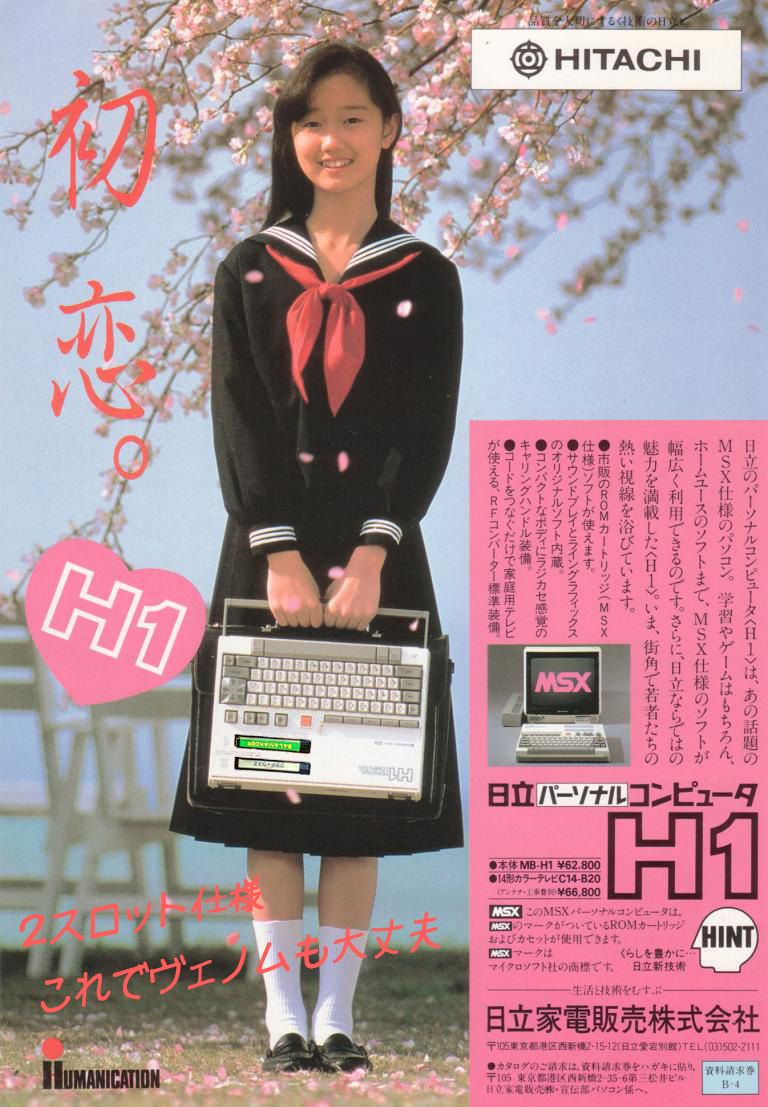 品質を大切にする〈技術の日立〉
HITACHI
初恋。
H1
日立のパーソナルコンピュータ〈H1〉は、あの話題の
MSX仕様のパソコン。学習やゲームはもちろん、
ホームユースのソフトまで、MSX仕様のソフトが
幅広く利用できるのです。さらに、日立ならではの
魅力を満載した〈H1〉。いま、街角で若者たちの
熱い視線を浴びています。
●市販のROMカートリッジ(MSX
仕様)ソフトが使えます。
●サウンドプレイとライングラフィックス
のオリジナルソフト内蔵。
●コンパクトなボディにラジカセ感覚の
キャリングハンドル装備。
●コードをつなぐだけで家庭用テレビ
が使える、RFコンバーター標準装備。
MSX
SALAMANDER
グラディウス2
H1
PERSONAL
COMPUTER
日立パーソナルコンピュータ
H1
●本体 MB-H1 ¥62.800
●14形カラーテレビC14-B20
(アンテナ・工事費別)¥66,800
MSX このMSXパーソナルコンピュータは、
MSXのマークがついているROMカートリッジ
およびカセットが使用できます。
MSXマークは
マイクロソフト社の商標です。
くらしを豊かに…
日立新技術
HINT
2スロット仕様
これでヴェノムも大丈夫
HUMANICATION
生活と技術をむすぶ
日立家電販売株式会社
〒105東京都港区西新橋2-15-12(日立愛宕別館)TEL(03)502-2111
●カタログのご請求は、資料請求券をハガキに貼り、
〒105 東京都港区西新橋2-35-6第三松井ビル
日立家電販売㈱・宣伝部パソコン係へ。
資料請求券
B-4